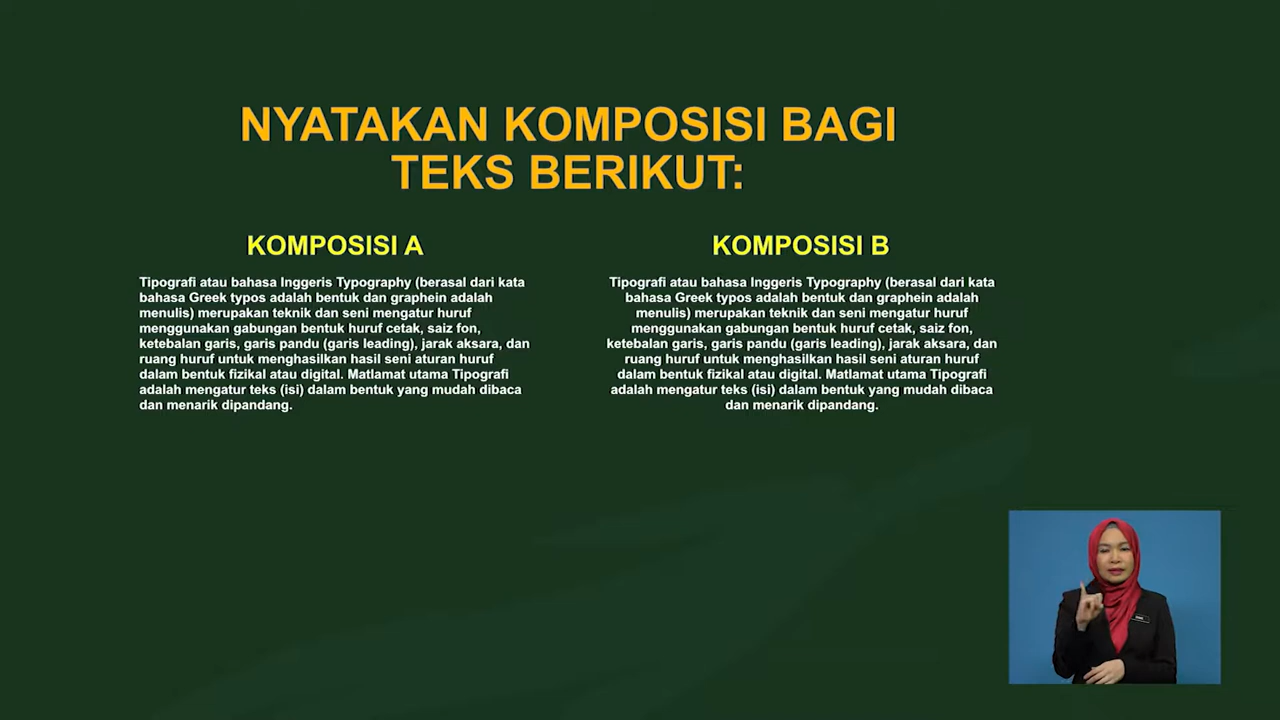 NYATAKAN KOMPOSISI BAGI
TEKS BERIKUT:
KOMPOSISI A
Tipografi atau bahasa Inggeris Typography (berasal dari kata
bahasa Greek typos adalah bentuk dan graphein adalah
menulis) merupakan teknik dan seni mengatur huruf
menggunakan gabungan bentuk huruf cetak, saiz fon,
ketebalan garis, garis pandu (garis leading), jarak aksara, dan
ruang huruf untuk menghasilkan hasil seni aturan huruf
dalam bentuk fizikal atau digital. Matlamat utama Tipografi
adalah mengatur teks (isi) dalam bentuk yang mudah dibaca
dan menarik dipandang.
KOMPOSISI B
Tipografi atau bahasa Inggeris Typography (berasal dari kata
bahasa Greek typos adalah bentuk dan graphein adalah
menulis) merupakan teknik dan seni mengatur huruf
menggunakan gabungan bentuk huruf cetak, saiz fon,
ketebalan garis, garis pandu (garis leading), jarak aksara, dan
ruang huruf untuk menghasilkan hasil seni aturan huruf
dalam bentuk fizikal atau digital. Matlamat utama Tipografi
adalah mengatur teks (isi) dalam bentuk yang mudah dibaca
dan menarik dipandang.